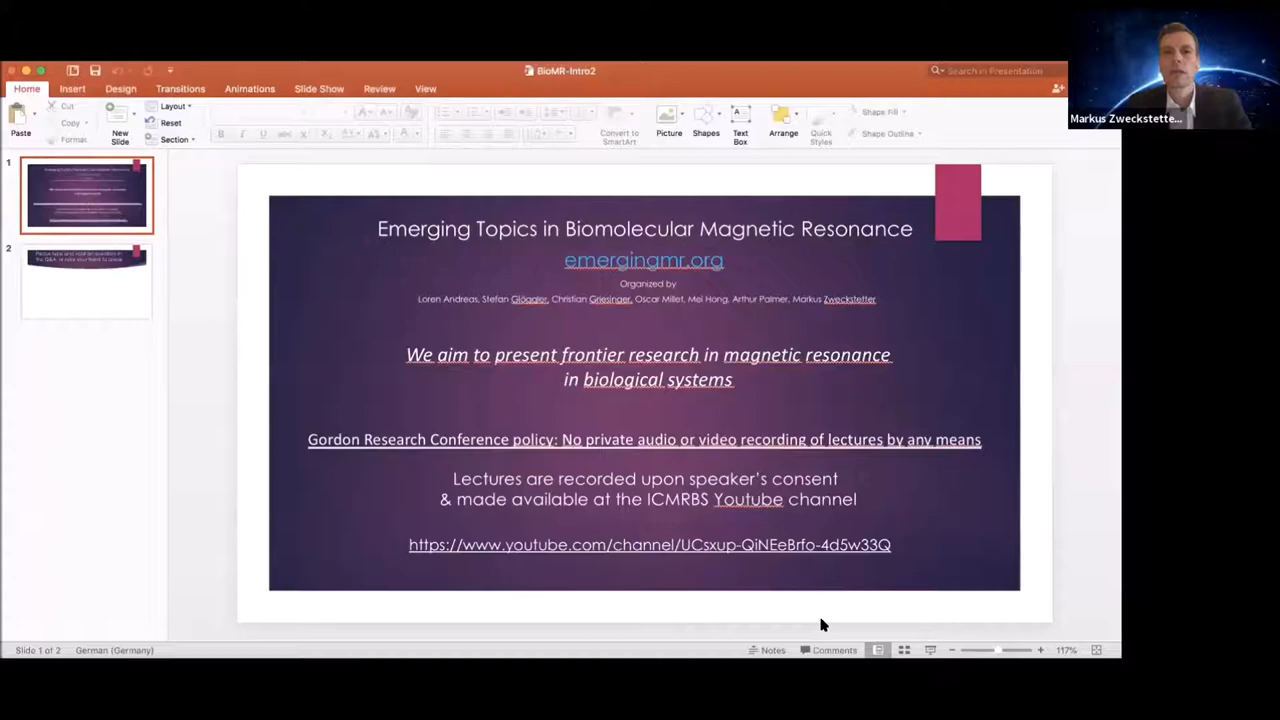 BioMR-Intro2
Search in Presentation
Home Insert Design Transitions Animations Slide Show Review View
Paste
Cut
Copy
Format
New Slide
Layout
Reset
Section
Convert to SmartArt
Picture
Shapes
Text Box
Arrange
Quick Styles
Shape Fill
Shape Outline
Markus Zweckstette...
1
2
Emerging Topics in Biomolecular Magnetic Resonance
emergingmr.org
Organized by
Loren Andreas, Stefan Glöggler, Christian Griesinger, Oscar Millet, Mei Hong, Arthur Palmer, Markus Zweckstetter
We aim to present frontier research in magnetic resonance
in biological systems
Gordon Research Conference policy: No private audio or video recording of lectures by any means
Lectures are recorded upon speaker's consent
& made available at the ICMRBS Youtube channel
https://www.youtube.com/channel/UCsxup-QiNEeBrfo-4d5w33Q
Slide 1 of 2 German (Germany) Notes Comments 117%